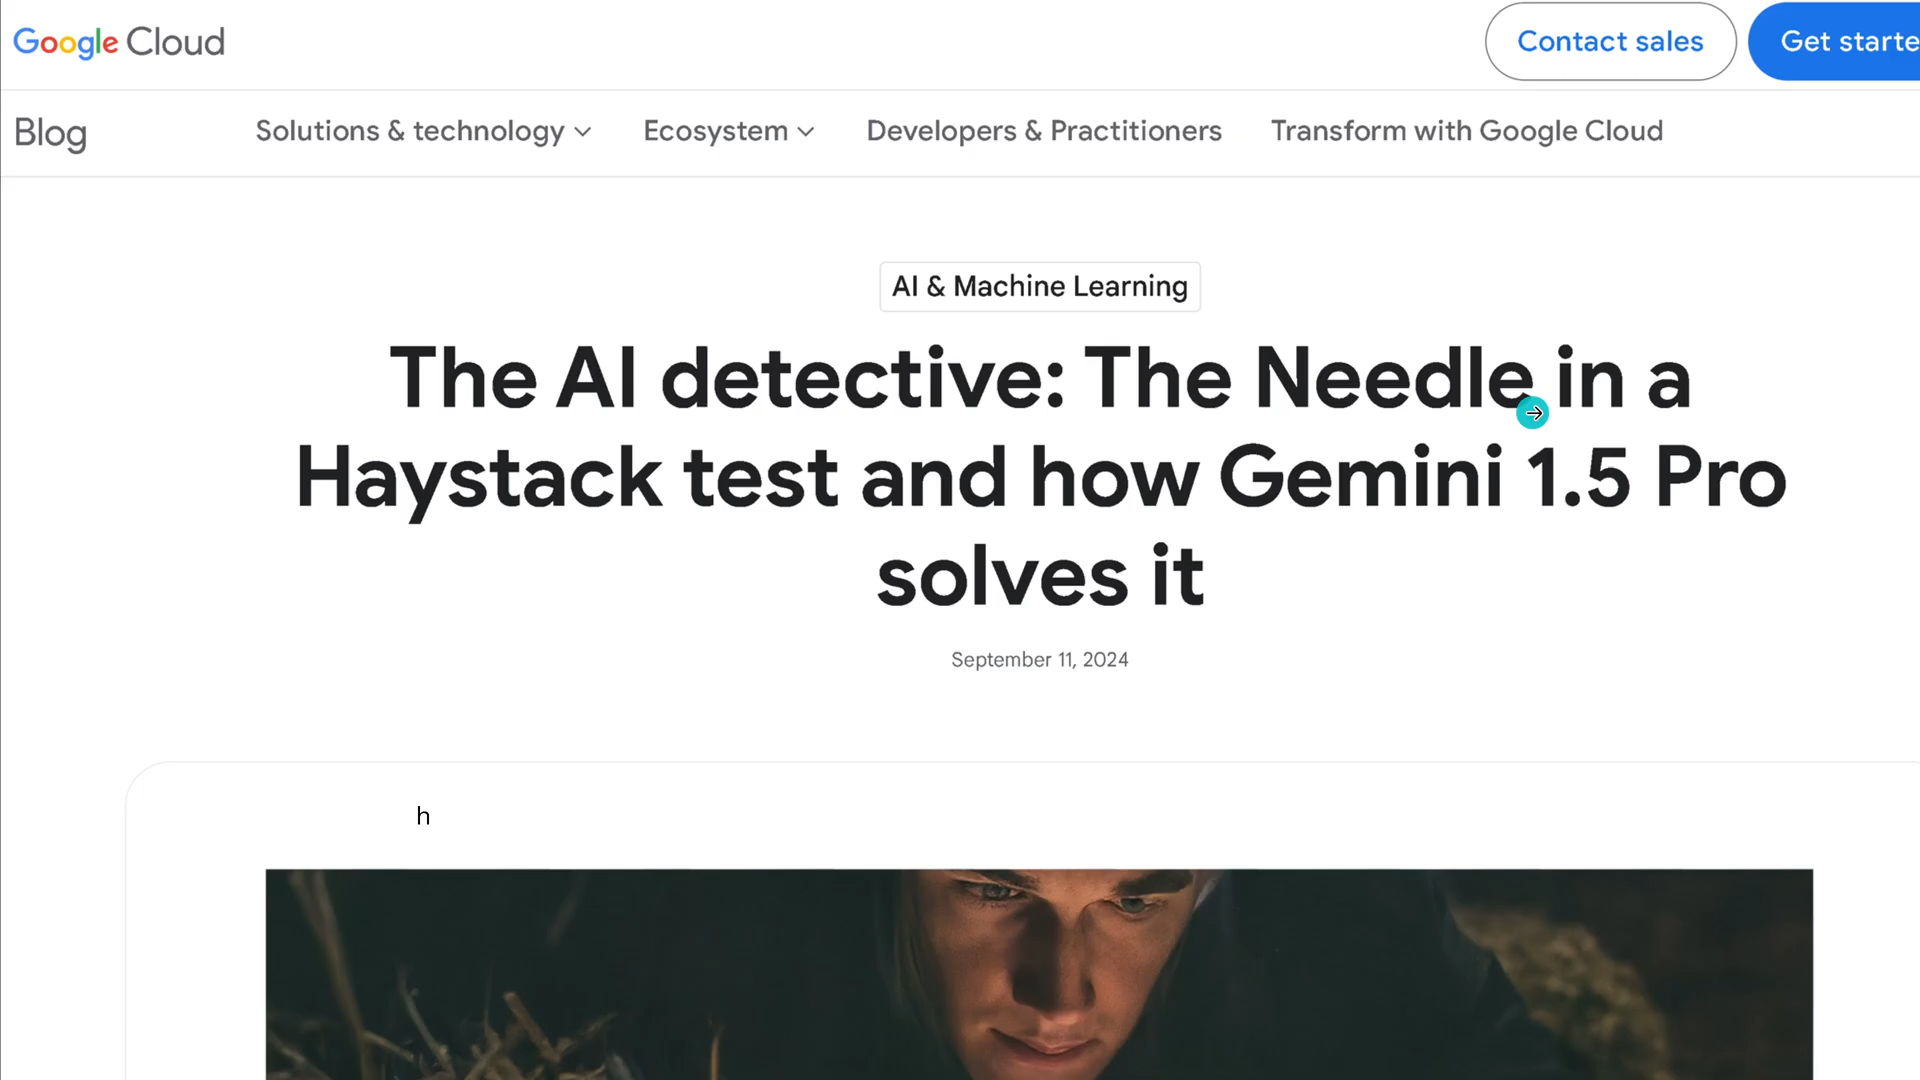 Google Cloud
Contact sales
Get starte
Blog
Solutions & technology
Ecosystem
Developers & Practitioners
Transform with Google Cloud
AI & Machine Learning
The AI detective: The Needle in a
Haystack test and how Gemini 1.5 Pro
solves it
September 11, 2024
h